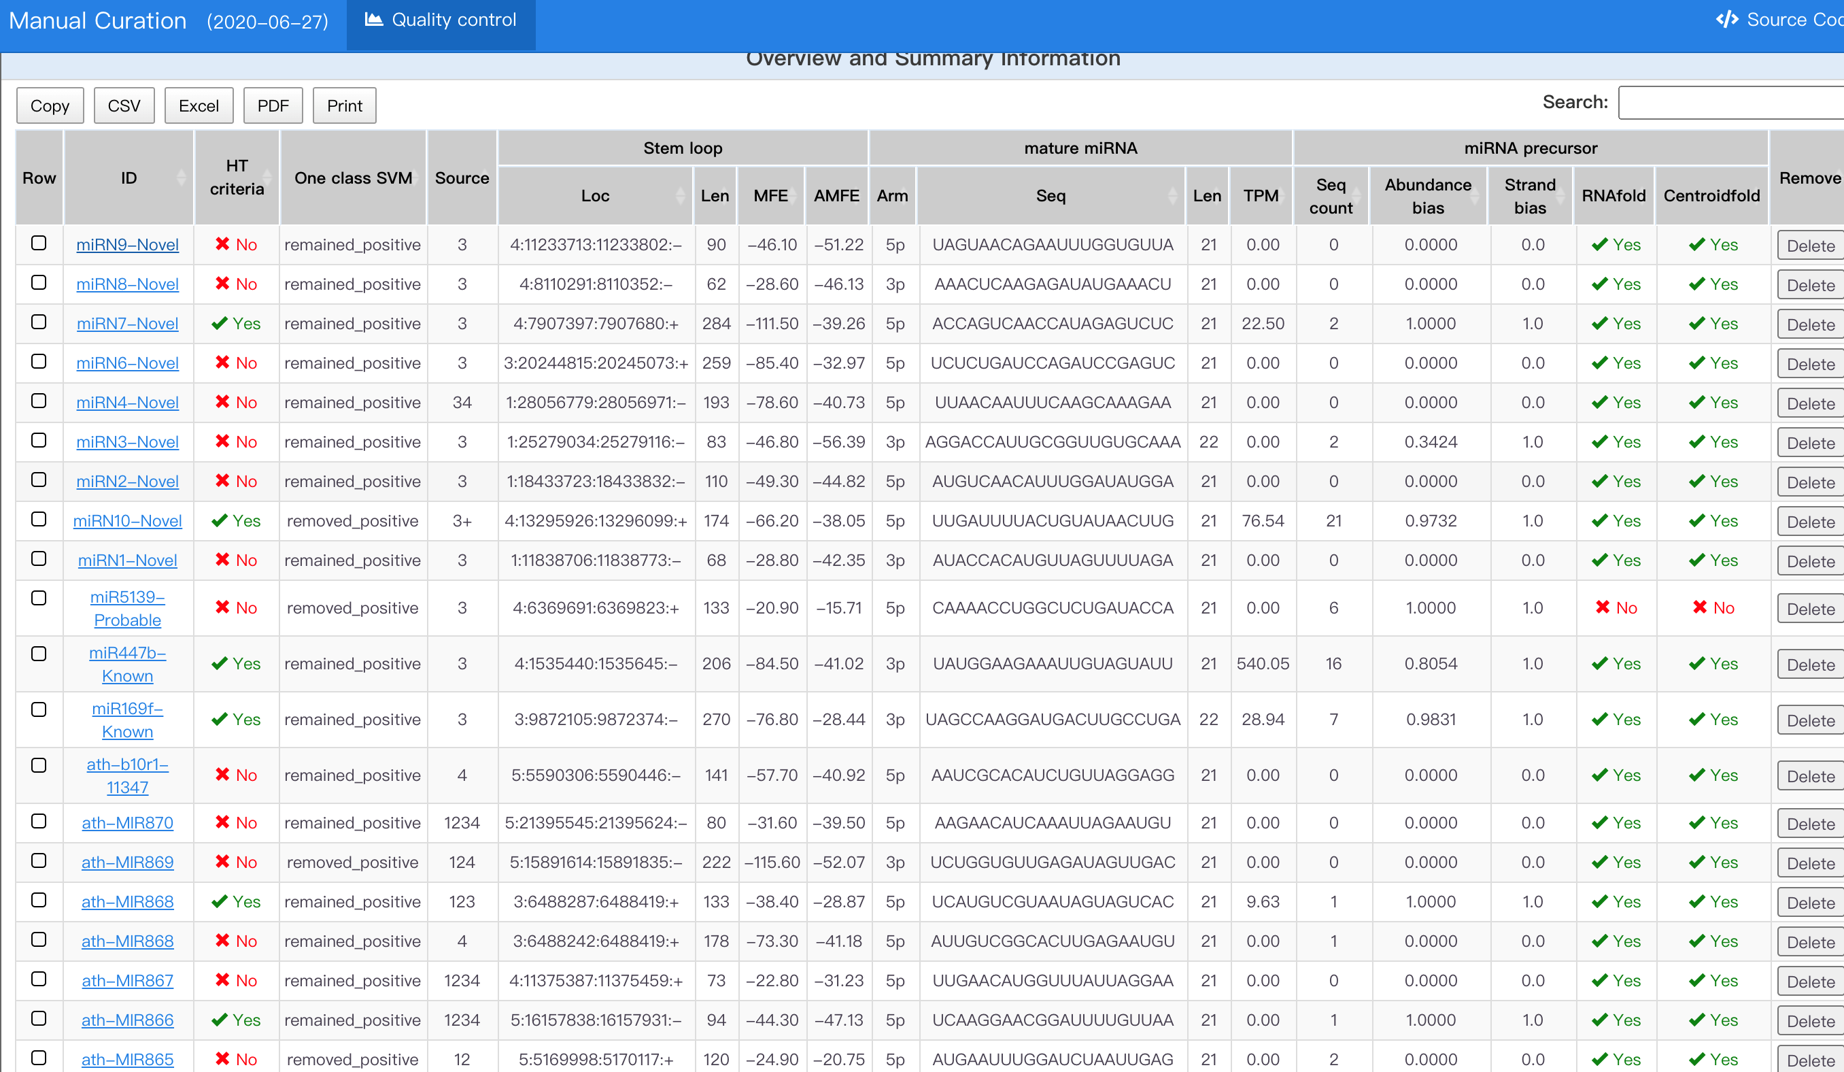 Manual Curation (2020-06-27) Quality control </> Source Coc
Overview and Summary Information
Copy CSV Excel PDF Print Search:
Row ID HT criteria One class SVM Source Stem loop mature miRNA miRNA precursor Remove
Loc Len MFE AMFE Arm Seq Len TPM Seq count Abundance bias Strand bias RNAfold Centroidfold
miRN9-Novel No remained_positive 3 4:11233713:11233802:- 90 -46.10 -51.22 5p UAGUAACAGAAUUUGGUGUUA 21 0.00 0 0.0000 0.0 Yes Yes Delete
miRN8-Novel No remained_positive 3 4:8110291:8110352:- 62 -28.60 -46.13 3p AAACUCAAGAGAUAUGAAACU 21 0.00 0 0.0000 0.0 Yes Yes Delete
miRN7-Novel Yes remained_positive 3 4:7907397:7907680:+ 284 -111.50 -39.26 5p ACCAGUCAACCAUAGAGUCUC 21 22.50 2 1.0000 1.0 Yes Yes Delete
miRN6-Novel No remained_positive 3 3:20244815:20245073:+ 259 -85.40 -32.97 5p UCUCUGAUCCAGAUCCGAGUC 21 0.00 0 0.0000 0.0 Yes Yes Delete
miRN4-Novel No remained_positive 34 1:28056779:28056971:- 193 -78.60 -40.73 5p UUAACAAUUUCAAGCAAAGAA 21 0.00 0 0.0000 0.0 Yes Yes Delete
miRN3-Novel No remained_positive 3 1:25279034:25279116:- 83 -46.80 -56.39 3p AGGACCAUUGCGGUUGUGCAAA 22 0.00 2 0.3424 1.0 Yes Yes Delete
miRN2-Novel No remained_positive 3 1:18433723:18433832:- 110 -49.30 -44.82 5p AUGUCAACAUUUGGAUAUGGA 21 0.00 0 0.0000 0.0 Yes Yes Delete
miRN10-Novel Yes removed_positive 3+ 4:13295926:13296099:+ 174 -66.20 -38.05 5p UUGAUUUUACUGUAUAACUUG 21 76.54 21 0.9732 1.0 Yes Yes Delete
miRN1-Novel No remained_positive 3 1:11838706:11838773:- 68 -28.80 -42.35 3p AUACCACAUGUUAGUUUUAGA 21 0.00 0 0.0000 0.0 Yes Yes Delete
miR5139-Probable No removed_positive 3 4:6369691:6369823:+ 133 -20.90 -15.71 5p CAAAACCUGGCUCUGAUACCA 21 0.00 6 1.0000 1.0 No No Delete
miR447b-Known Yes remained_positive 3 4:1535440:1535645:- 206 -84.50 -41.02 3p UAUGGAAGAAAUUGUAGUAUU 21 540.05 16 0.8054 1.0 Yes Yes Delete
miR169f-Known Yes remained_positive 3 3:9872105:9872374:- 270 -76.80 -28.44 3p UAGCCAAGGAUGACUUGCCUGA 22 28.94 7 0.9831 1.0 Yes Yes Delete
ath-b10r1-11347 No remained_positive 4 5:5590306:5590446:- 141 -57.70 -40.92 5p AAUCGCACAUCUGUUAGGAGG 21 0.00 0 0.0000 0.0 Yes Yes Delete
ath-MIR870 No remained_positive 1234 5:21395545:21395624:- 80 -31.60 -39.50 5p AAGAACAUCAAAUUAGAAUGU 21 0.00 0 0.0000 0.0 Yes Yes Delete
ath-MIR869 No removed_positive 124 5:15891614:15891835:- 222 -115.60 -52.07 3p UCUGGUGUUGAGAUAGUUGAC 21 0.00 0 0.0000 0.0 Yes Yes Delete
ath-MIR868 Yes remained_positive 123 3:6488287:6488419:+ 133 -38.40 -28.87 5p UCAUGUCGUAAUAGUAGUCAC 21 9.63 1 1.0000 1.0 Yes Yes Delete
ath-MIR868 No remained_positive 4 3:6488242:6488419:+ 178 -73.30 -41.18 5p AUUGUCGGCACUUGAGAAUGU 21 0.00 1 0.0000 0.0 Yes Yes Delete
ath-MIR867 No remained_positive 1234 4:11375387:11375459:+ 73 -22.80 -31.23 5p UUGAACAUGGUUUAUUAGGAA 21 0.00 0 0.0000 0.0 Yes Yes Delete
ath-MIR866 Yes remained_positive 1234 5:16157838:16157931:- 94 -44.30 -47.13 5p UCAAGGAACGGAUUUUGUUAA 21 0.00 1 1.0000 1.0 Yes Yes Delete
ath-MIR865 No removed_positive 12 5:5169998:5170117:+ 120 -24.90 -20.75 5p AUGAAUUUGGAUCUAAUUGAG 21 0.00 2 0.0000 0.0 Yes Yes Delete